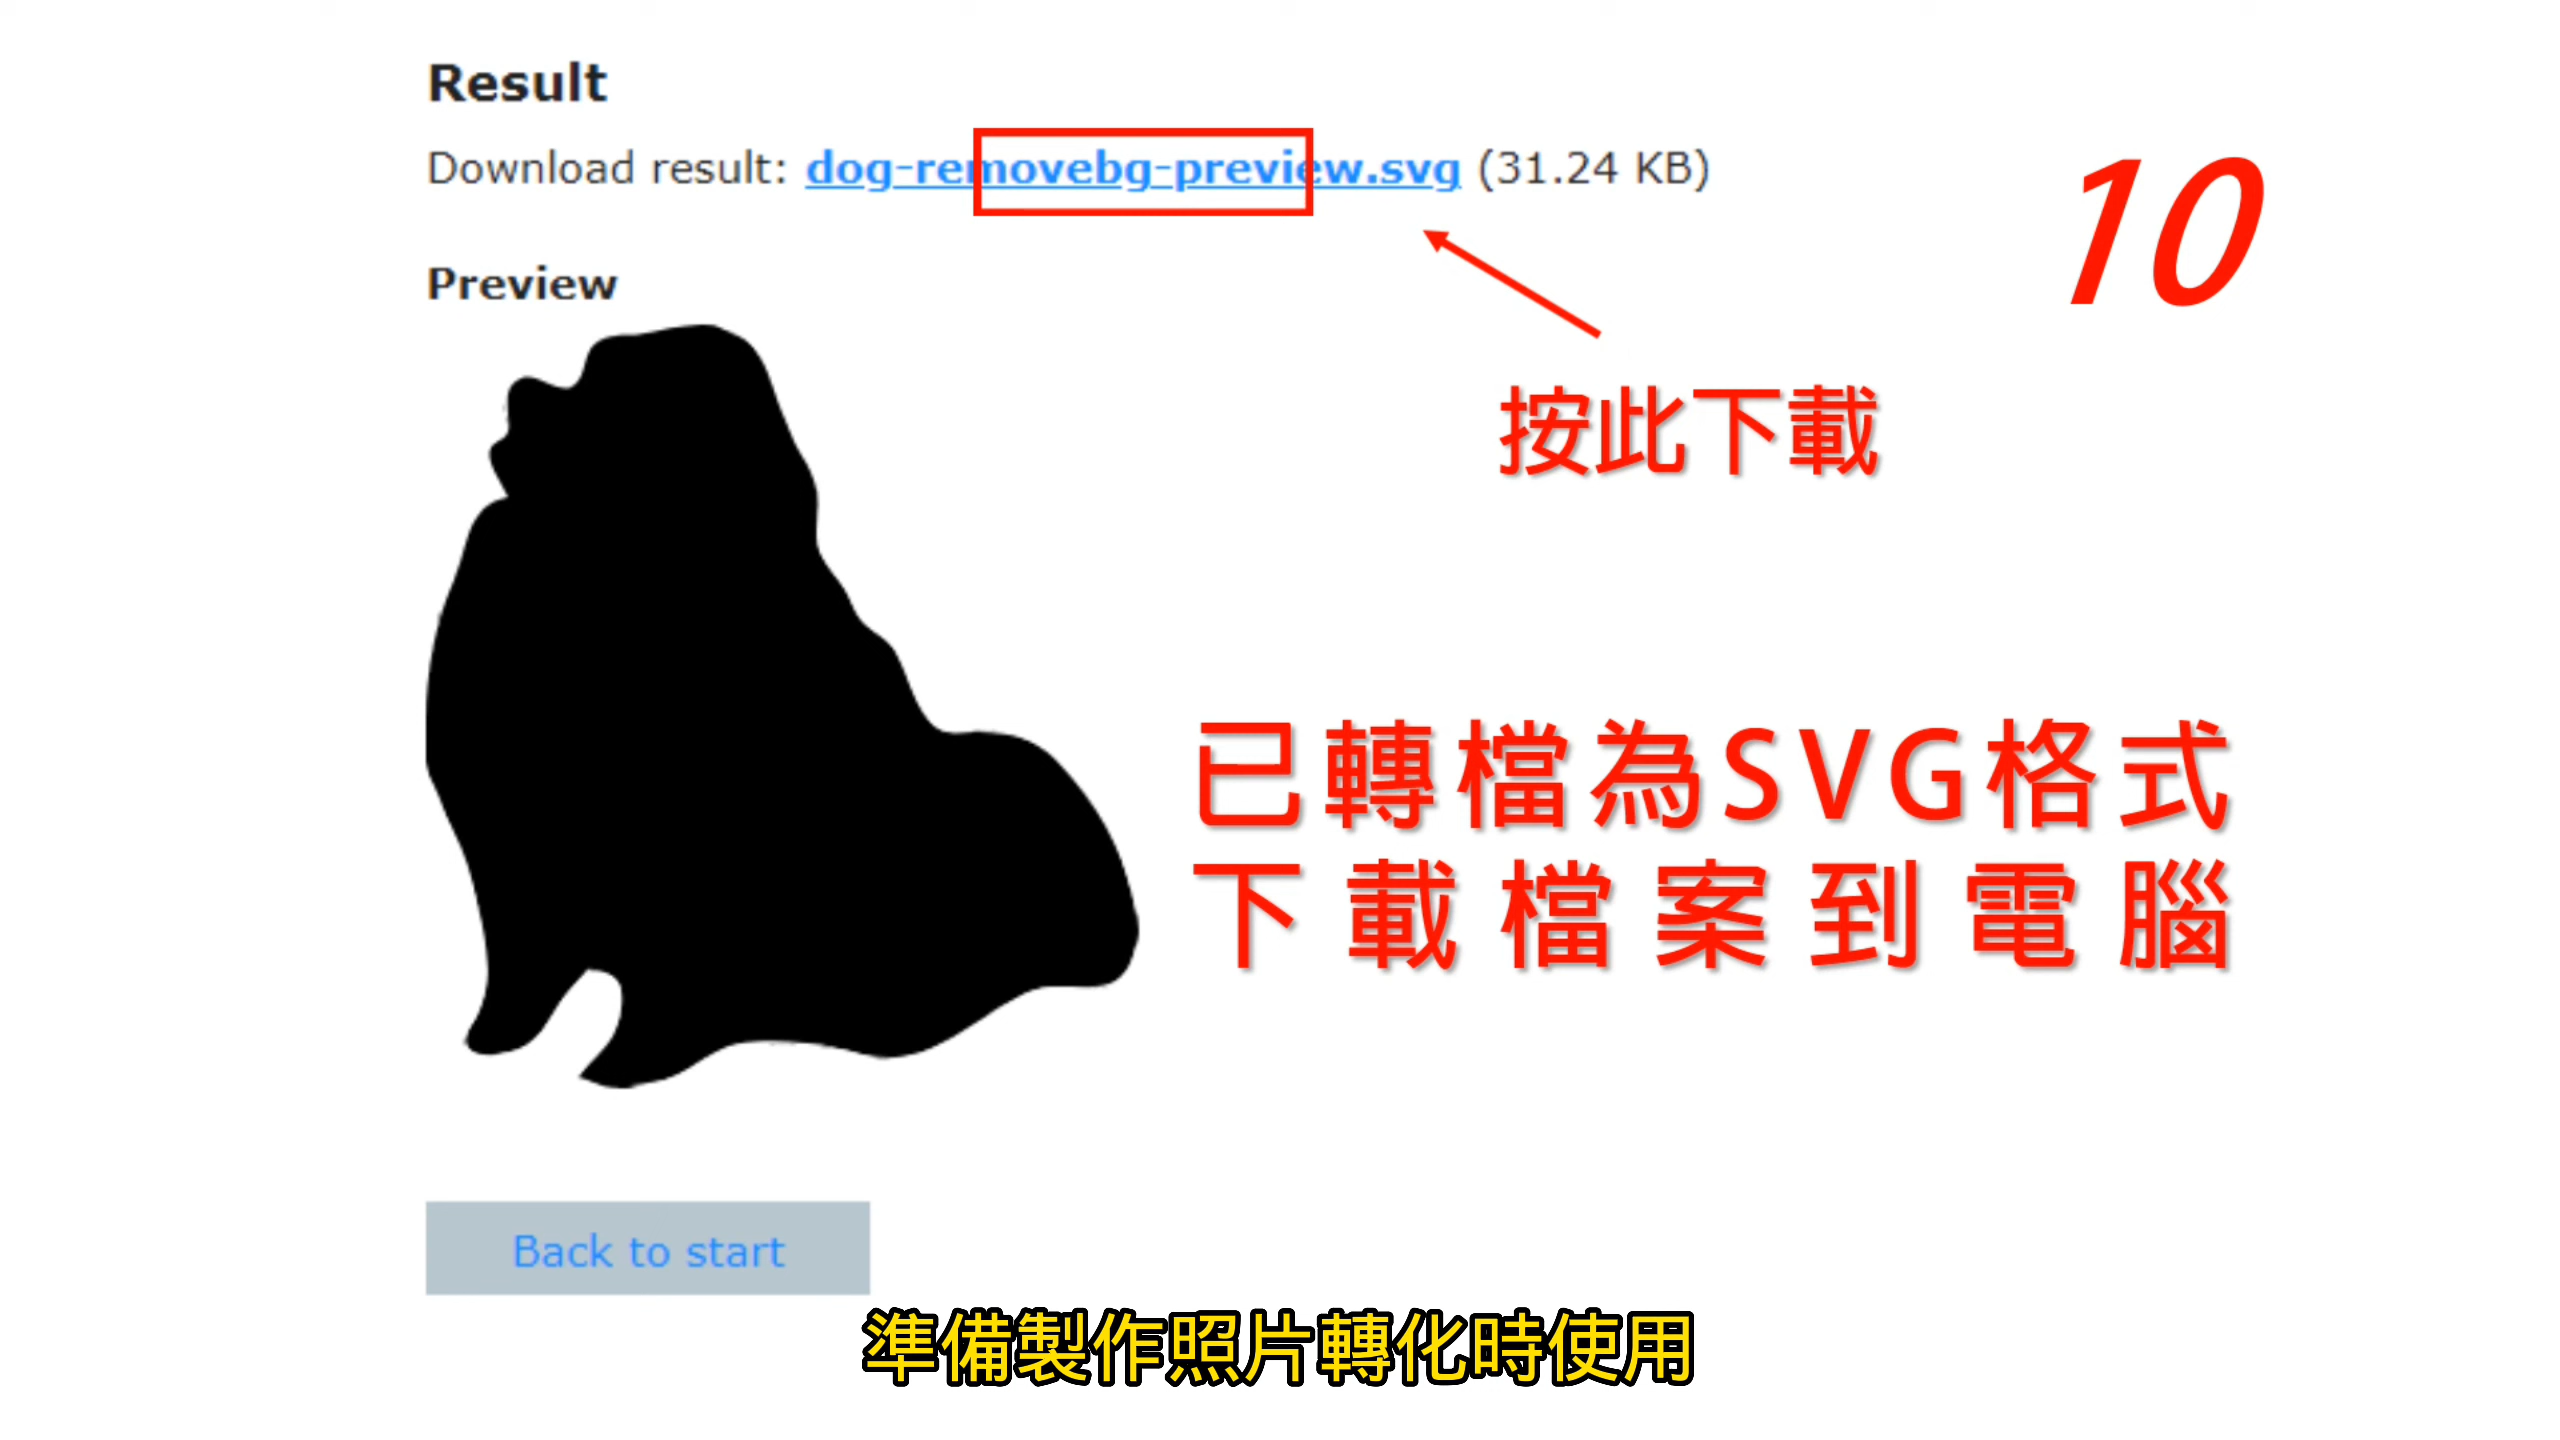 Result
Download result: dog-removebg-preview.svg (31.24 KB)
10
Preview
按此下載
已轉檔為SVG格式
下載檔案到電腦
Back to start
準備製作照片轉化時使用